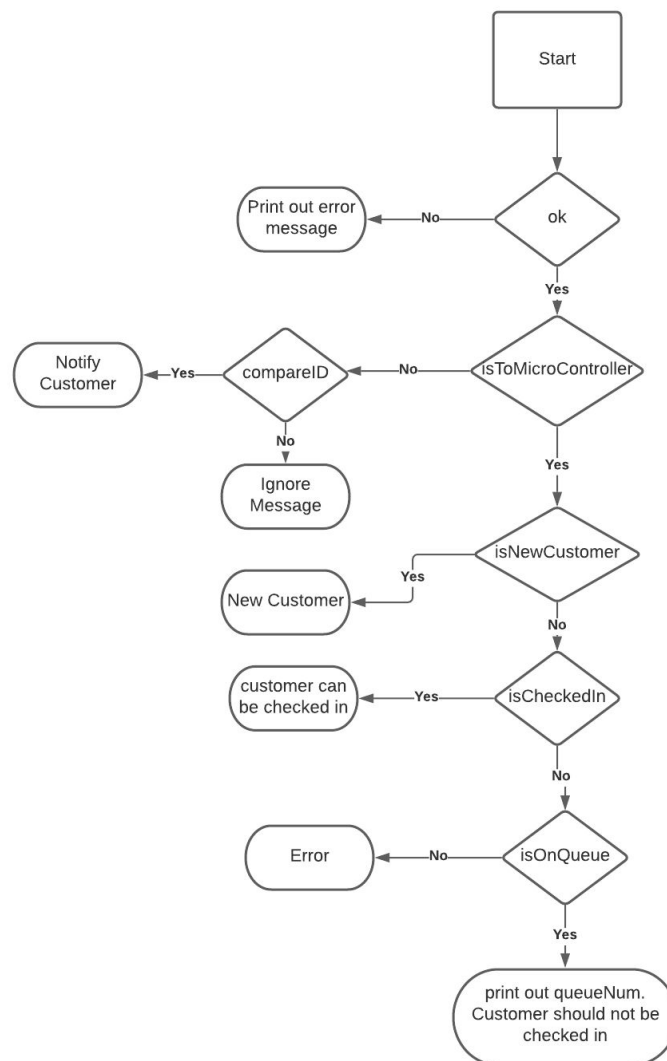 Start
Print out error
message
No
ok
Yes
Notify
Customer
Yes
compareID
No
isToMicroController
No
Yes
Ignore
Message
isNewCustomer
Yes
New Customer
No
customer can
be checked in
Yes
isCheckedIn
No
Error
No
isOnQueue
Yes
print out queueNum.
Customer should not be
checked in